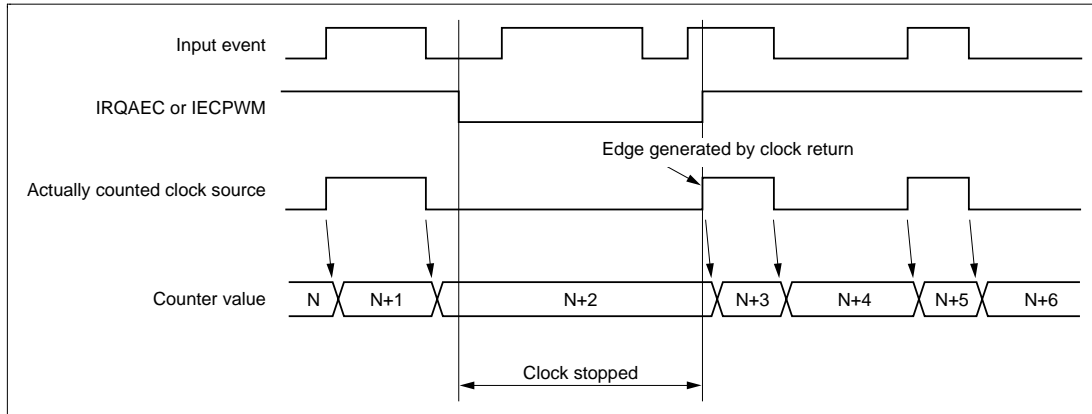 Input event
IRQAEC or IECPWM
Edge generated by clock return
Actually counted clock source
Counter value
N
N+1
N+2
N+3
N+4
N+5
N+6
Clock stopped